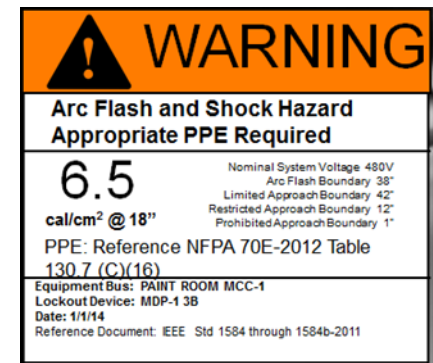 WARNING
Arc Flash and Shock Hazard
Appropriate PPE Required
6.5
cal/cm² @ 18"
Nominal System Voltage 480V
Arc Flash Boundary 38"
Limited Approach Boundary 42"
Restricted Approach Boundary 12"
Prohibited Approach Boundary 1"
PPE: Reference NFPA 70E-2012 Table
130.7 (C)(16)
Equipment Bus: PAINT ROOM MCC-1
Lockout Device: MDP-1 3B
Date: 1/1/14
Reference Document: IEEE Std 1584 through 1584b-2011